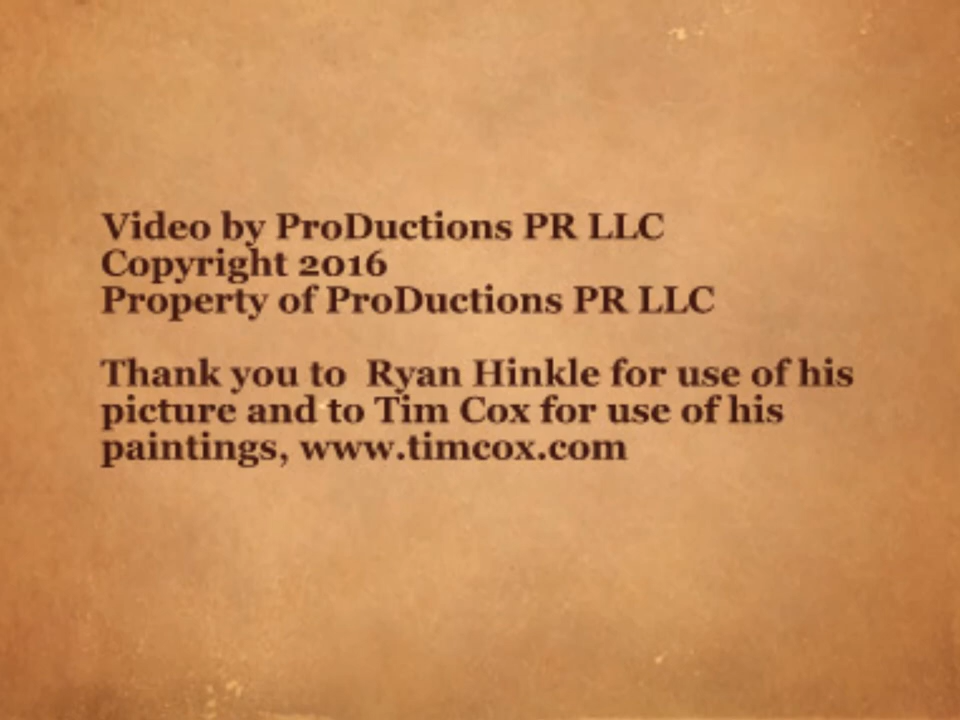 Video by ProDuctions PR LLC
Copyright 2016
Property of ProDuctions PR LLC
Thank you to  Ryan Hinkle for use of his
picture and to Tim Cox for use of his
paintings, www.timcox.com